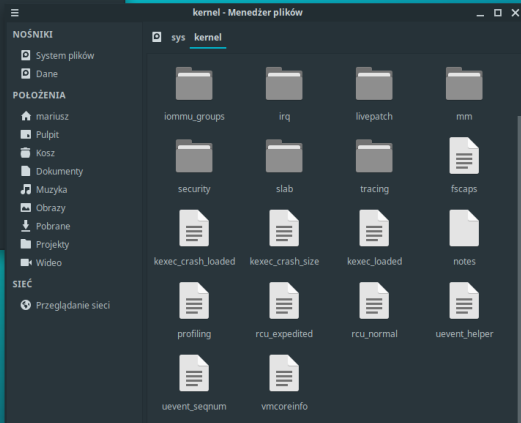 kernel - Menedżer plików
NOŚNIKI
System plików
Dane
POŁOŻENIA
mariusz
Pulpit
Kosz
Dokumenty
Muzyka
Obrazy
Pobrane
Projekty
Wideo
SIEĆ
Przeglądanie sieci
sys kernel
iommu_groups irq livepatch mm
security slab tracing fscaps
kexec_crash_loaded kexec_crash_size kexec_loaded notes
profiling rcu_expedited rcu_normal uevent_helper
uevent_seqnum vmcoreinfo